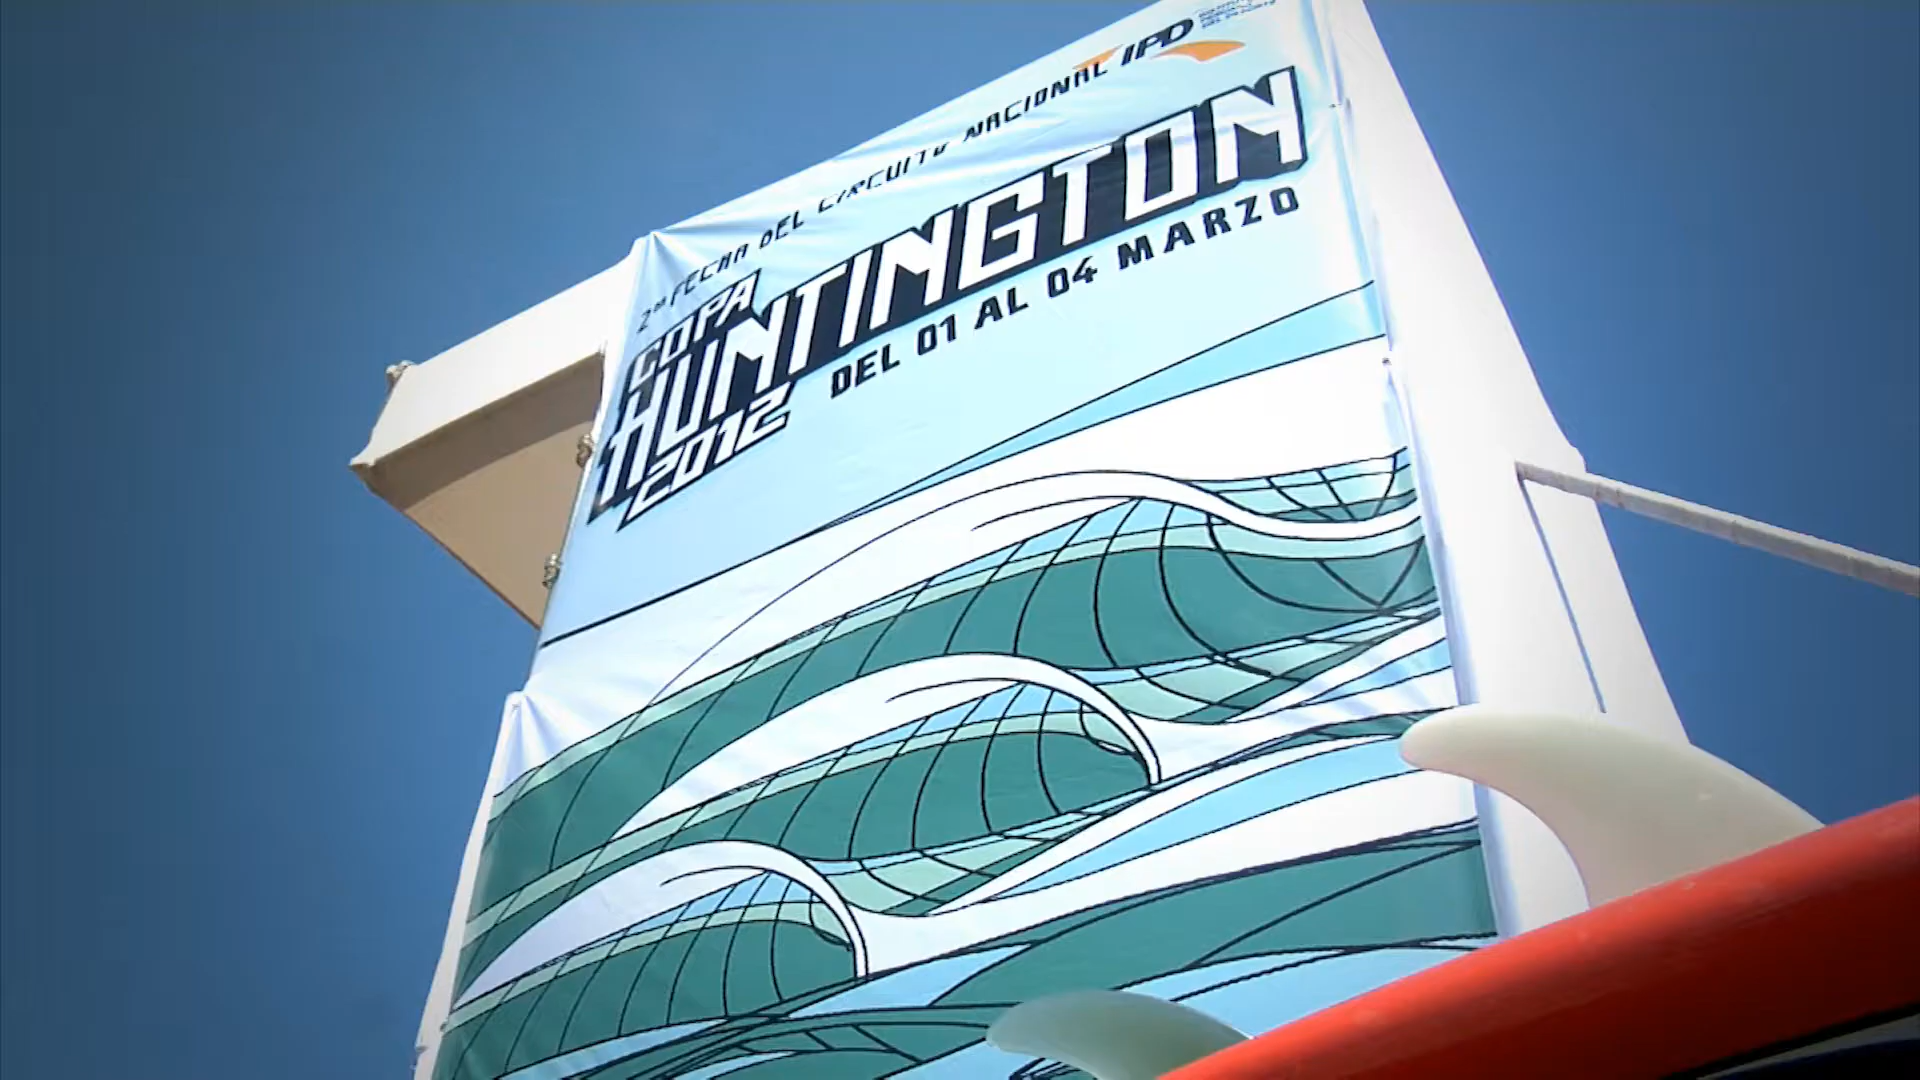 2da FECHA DEL CIRCUITO NACIONAL IPD
COPA
HUNTINGTON
2012
DEL 01 AL 04 MARZO